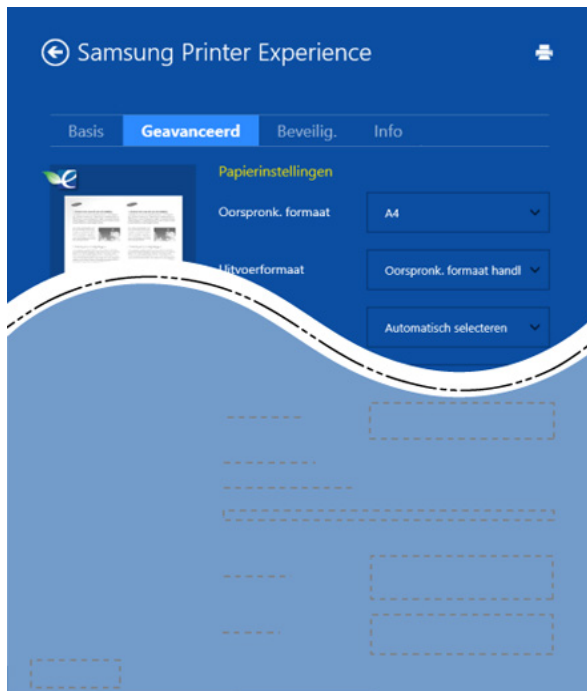 Samsung Printer Experience
Basis Geavanceerd Beveilig. Info
Papierinstellingen
Oorspronk. formaat A4
Uitvoerformaat Oorspronk. formaat handl
Automatisch selecteren